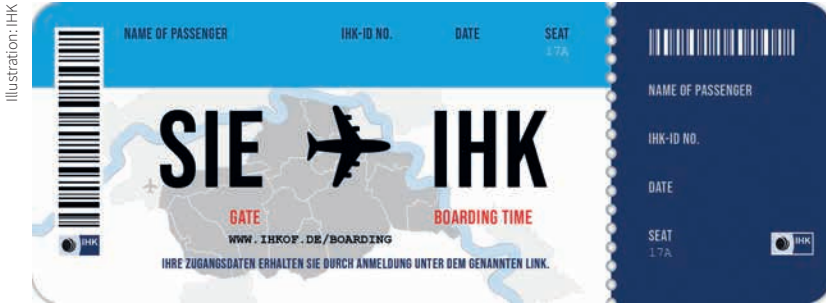 Illustration: IHK
NAME OF PASSENGER IHK-ID NO. DATE SEAT
17A
SIE IHK
GATE BOARDING TIME
WWW.IHKOF.DE/BOARDING
IHRE ZUGANGSDATEN ERHALTEN SIE DURCH ANMELDUNG UNTER DEM GENANNTEN LINK.
IHK
NAME OF PASSENGER
IHK-ID NO.
DATE
SEAT
17A
IHK